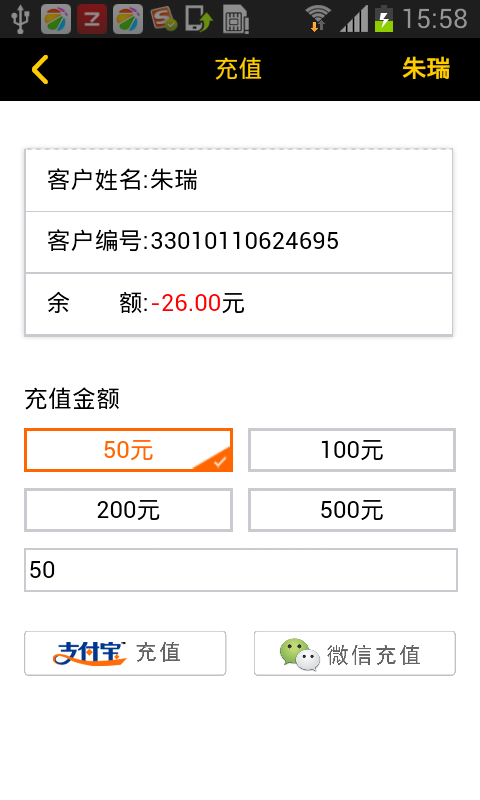 15:58
充值 朱瑞
客户姓名:朱瑞
客户编号:33010110624695
余 额:-26.00元
充值金额
50元 100元
200元 500元
50
支付宝 充值 微信充值